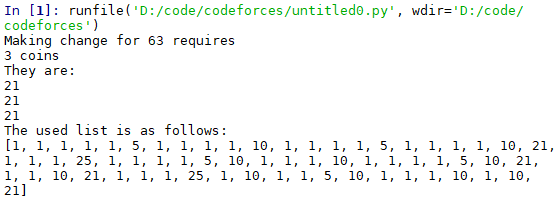 In [1]: runfile('D:/code/codeforces/untitled0.py', wdir='D:/code/
codeforces')
Making change for 63 requires
3 coins
They are:
21
21
21
The used list is as follows:
[1, 1, 1, 1, 1, 5, 1, 1, 1, 1, 10, 1, 1, 1, 1, 5, 1, 1, 1, 1, 10, 21,
1, 1, 1, 25, 1, 1, 1, 1, 5, 10, 1, 1, 1, 10, 1, 1, 1, 1, 5, 10, 21,
1, 1, 10, 21, 1, 1, 1, 25, 1, 10, 1, 1, 5, 10, 1, 1, 1, 10, 1, 10,
21]